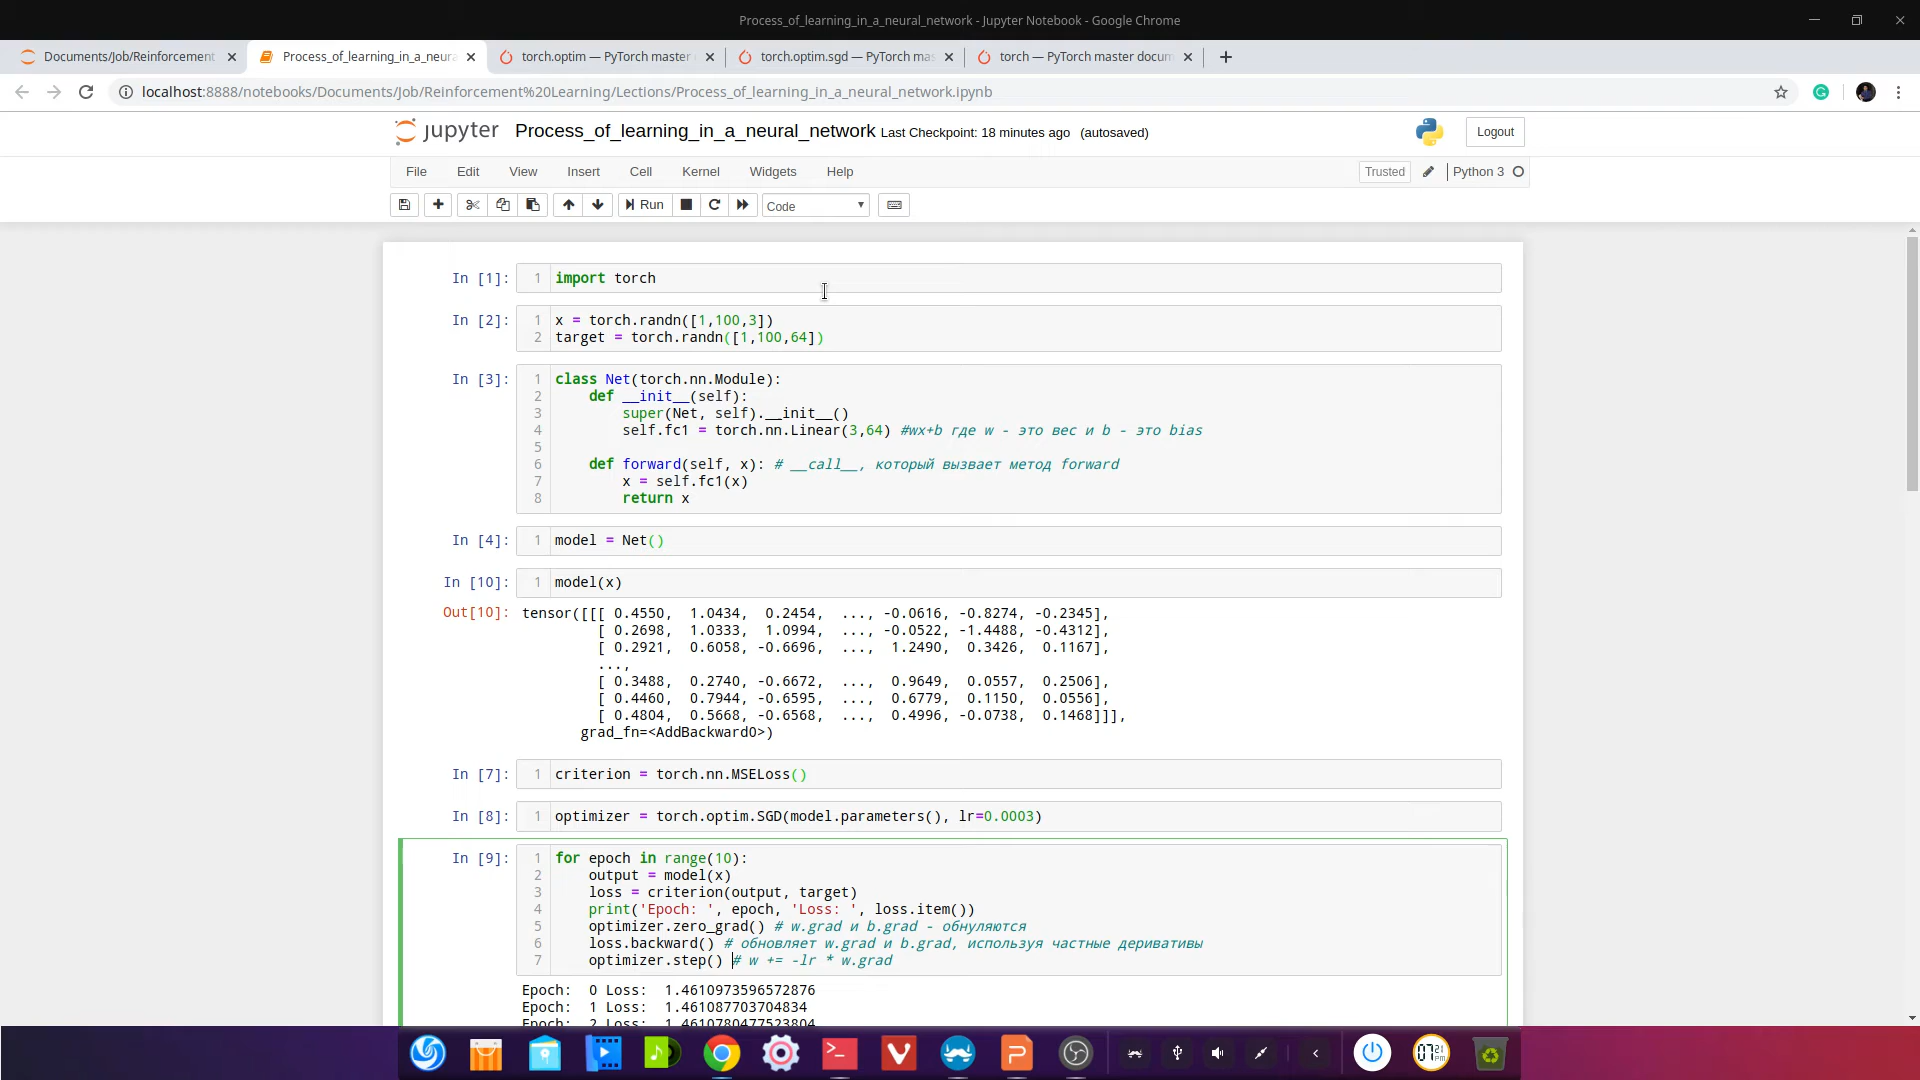 Process_of_learning_in_a_neural_network - Jupyter Notebook - Google Chrome
Documents/Job/Reinforcement
Process_of_learning_in_a_neura
torch.optim — PyTorch master
torch.optim.sgd — PyTorch mas
torch — PyTorch master docum
localhost:8888/notebooks/Documents/Job/Reinforcement%20Learning/Lections/Process_of_learning_in_a_neural_network.ipynb
jupyter Process_of_learning_in_a_neural_network Last Checkpoint: 18 minutes ago (autosaved)
Logout
File Edit View Insert Cell Kernel Widgets Help
Trusted Python 3
Run Code
In [1]: 1 import torch
In [2]: 1 x = torch.randn([1,100,3])
2 target = torch.randn([1,100,64])
In [3]: 1 class Net(torch.nn.Module):
2 def __init__(self):
3 super(Net, self).__init__()
4 self.fc1 = torch.nn.Linear(3,64) #wx+b где w - это вес и b - это bias
5
6 def forward(self, x): # __call__, который вызвает метод forward
7 x = self.fc1(x)
8 return x
In [4]: 1 model = Net()
In [10]: 1 model(x)
Out[10]: tensor([[[ 0.4550, 1.0434, 0.2454, ..., -0.0616, -0.8274, -0.2345],
[ 0.2698, 1.0333, 1.0994, ..., -0.0522, -1.4488, -0.4312],
[ 0.2921, 0.6058, -0.6696, ..., 1.2490, 0.3426, 0.1167],
...,
[ 0.3488, 0.2740, -0.6672, ..., 0.9649, 0.0557, 0.2506],
[ 0.4460, 0.7944, -0.6595, ..., 0.6779, 0.1150, 0.0556],
[ 0.4804, 0.5668, -0.6568, ..., 0.4996, -0.0738, 0.1468]]],
grad_fn=<AddBackward0>)
In [7]: 1 criterion = torch.nn.MSELoss()
In [8]: 1 optimizer = torch.optim.SGD(model.parameters(), lr=0.0003)
In [9]: 1 for epoch in range(10):
2 output = model(x)
3 loss = criterion(output, target)
4 print('Epoch: ', epoch, 'Loss: ', loss.item())
5 optimizer.zero_grad() # w.grad и b.grad - обнуляются
6 loss.backward() # обновляет w.grad и b.grad, используя частные деривативы
7 optimizer.step() # w += -lr * w.grad
Epoch: 0 Loss: 1.4610973596572876
Epoch: 1 Loss: 1.461087703704834
Epoch: 2 Loss: 1.4610780477523804
07:21 PM